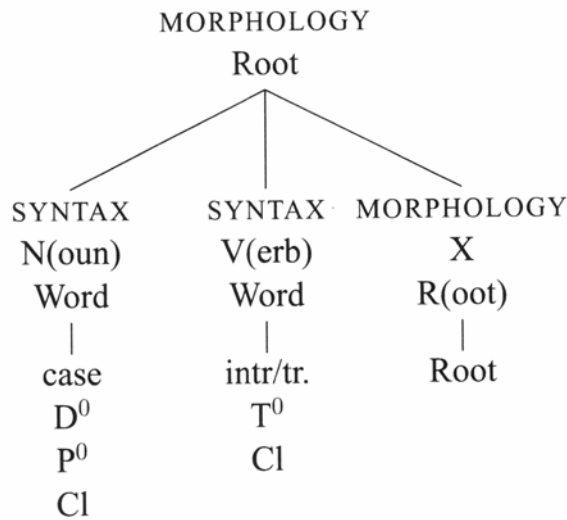 MORPHOLOGY
Root
SYNTAX SYNTAX MORPHOLOGY
N(oun) V(erb) X
Word Word R(oot)
case intr/tr. Root
D⁰ T⁰
P⁰ Cl
Cl